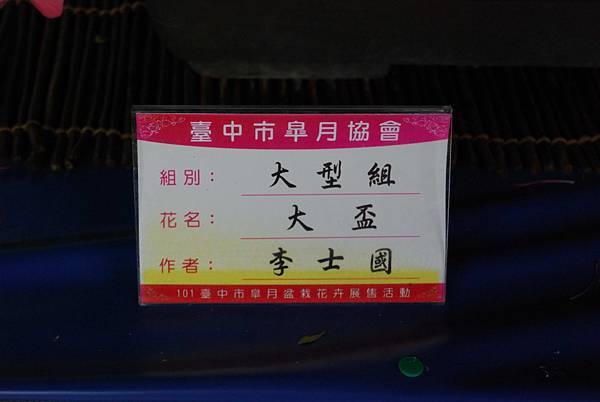 臺中市皐月協會
組別： 大型組
花名： 大盃
作者： 李士國
101臺中市皐月盆栽花卉展售活動